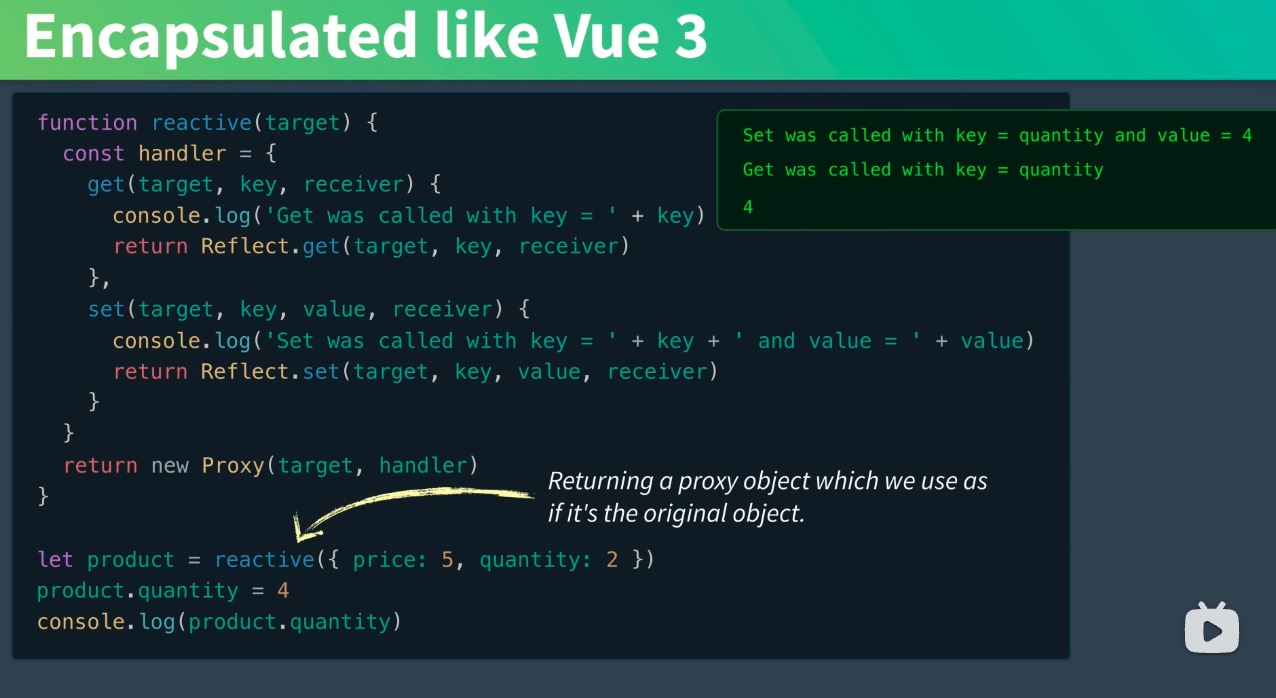 Encapsulated like Vue 3
function reactive(target) {
const handler = {
get(target, key, receiver) {
console.log('Get was called with key = ' + key)
return Reflect.get(target, key, receiver)
},
set(target, key, value, receiver) {
console.log('Set was called with key = ' + key + ' and value = ' + value)
return Reflect.set(target, key, value, receiver)
}
}
return new Proxy(target, handler)
}
let product = reactive({ price: 5, quantity: 2 })
product.quantity = 4
console.log(product.quantity)
Set was called with key = quantity and value = 4
Get was called with key = quantity
4
Returning a proxy object which we use as
if it's the original object.